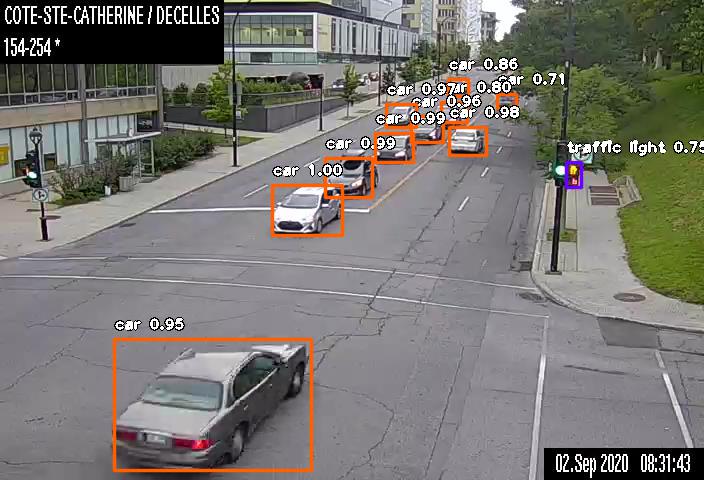 COTE-STE-CATHERINE / DECELLES
154-254 *
car 0.86
car 0.71
car 0.97
car 0.80
car 0.96
car 0.99
car 0.98
car 0.99
traffic light 0.75
car 1.00
car 0.95
02.Sep 2020 08:31:43